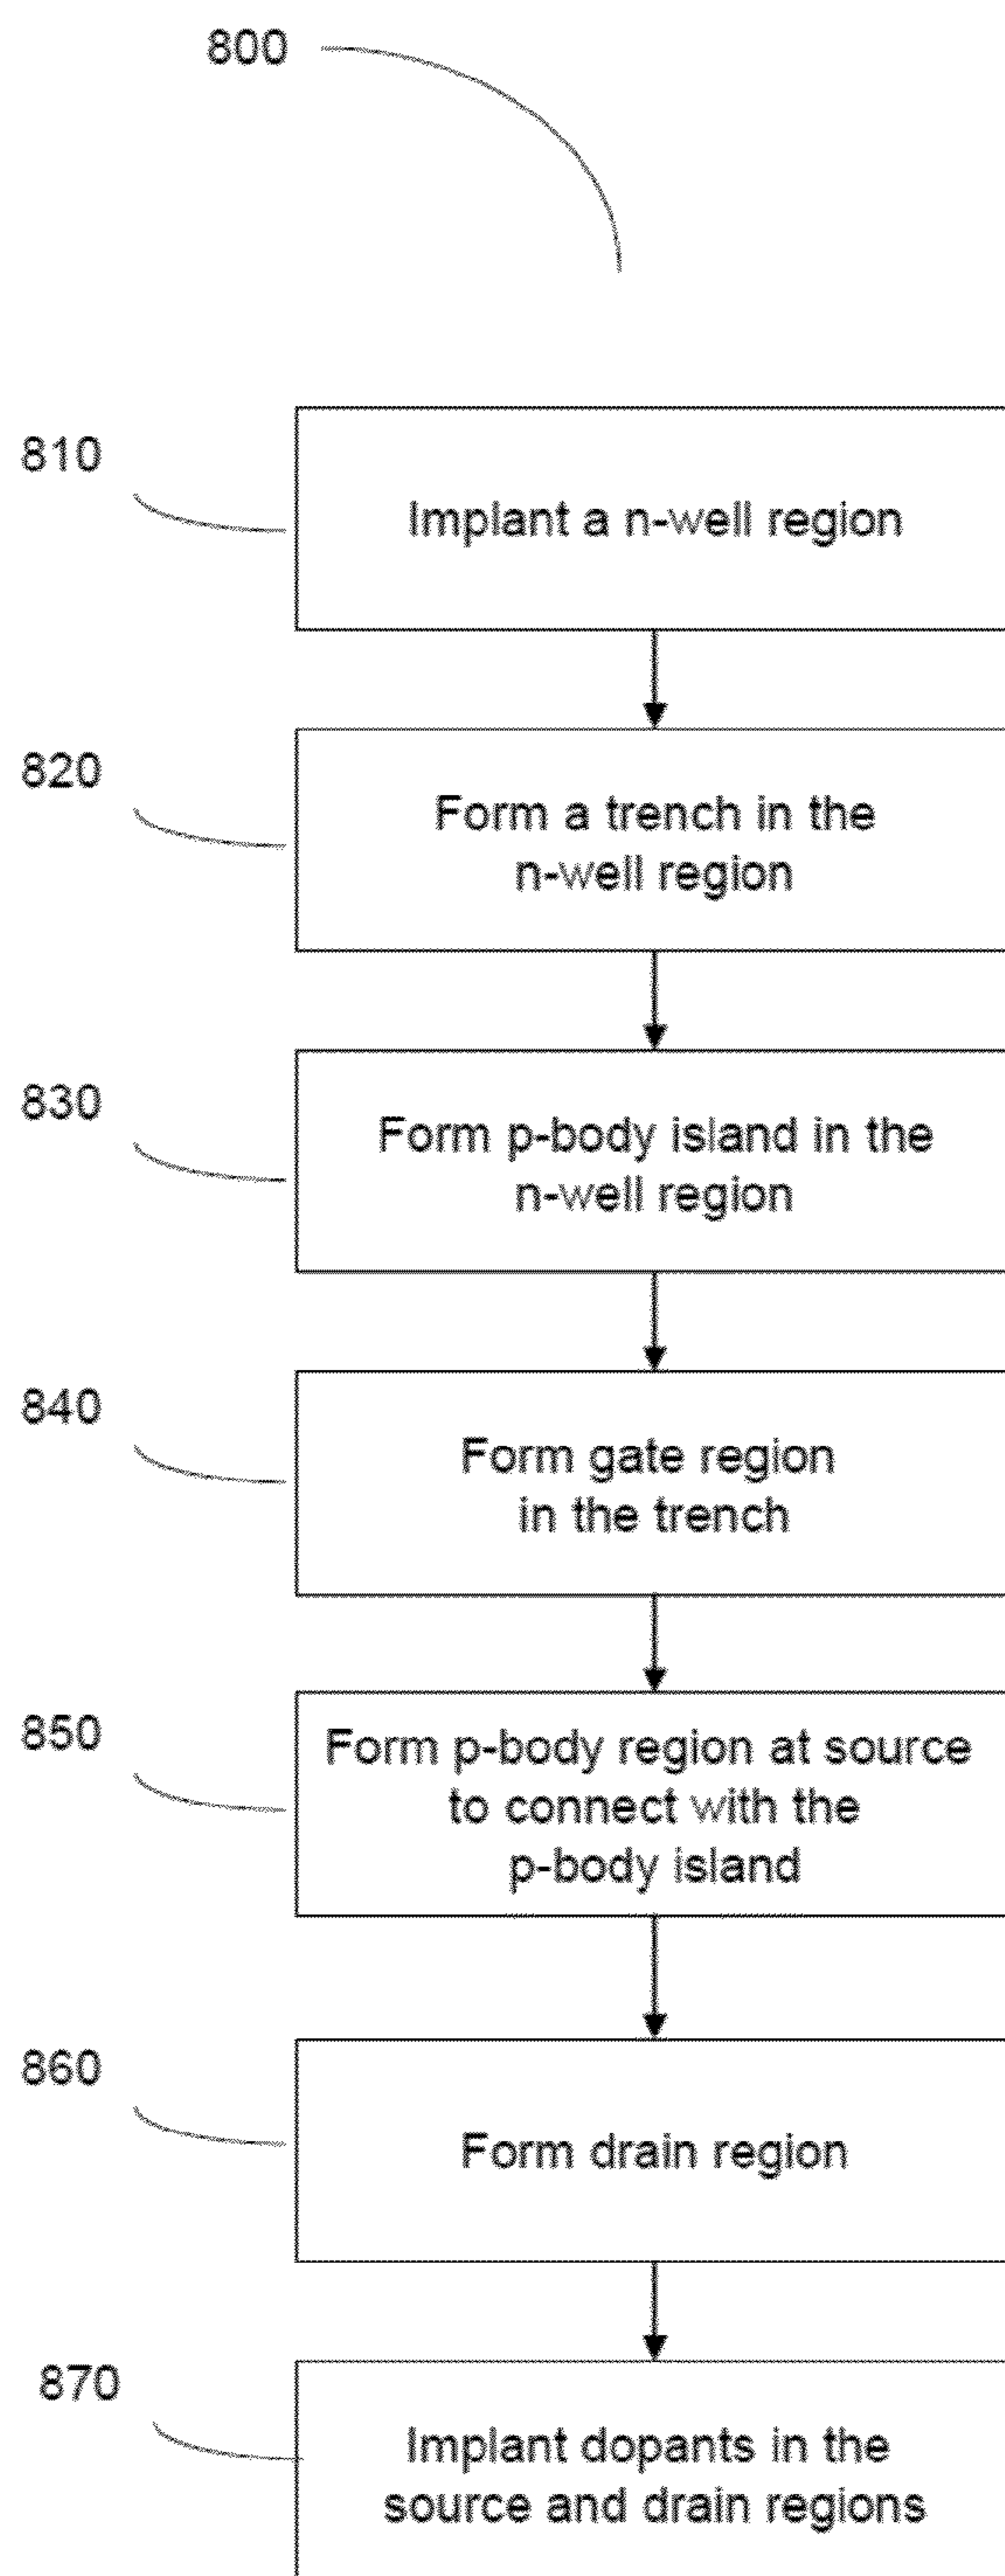 800
810
Implant a n-well region
820
Form a trench in the
n-well region
830
Form p-body island in the
n-well region
840
Form gate region
in the trench
850
Form p-body region at source
to connect with the
p-body island
860
Form drain region
870
Implant dopants in the
source and drain regions